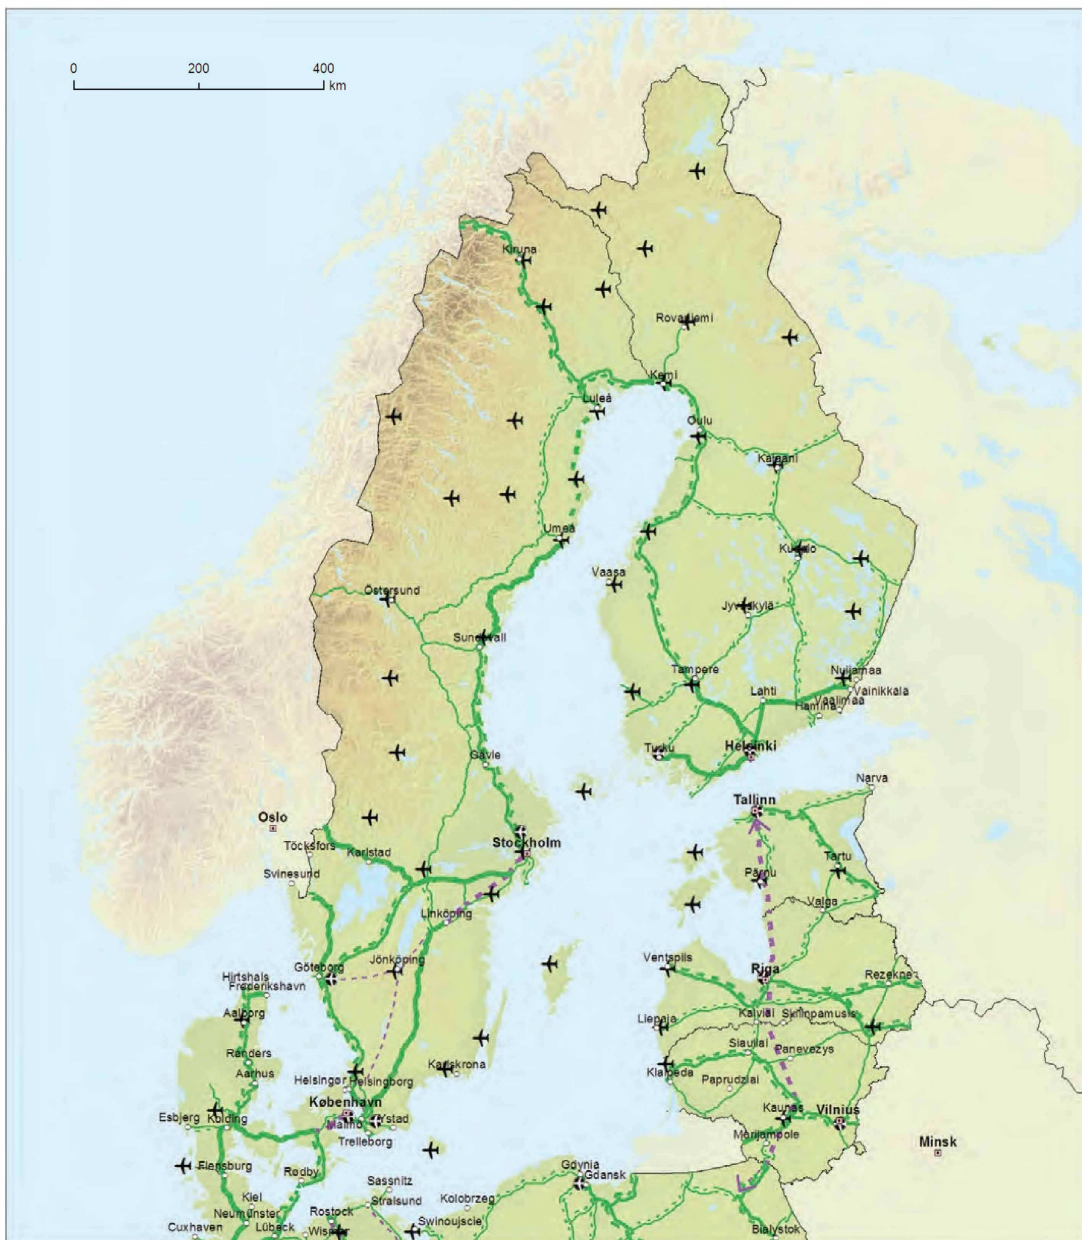 0 200 400
km
Kiruna
Rovaniemi
Kemi
Luleå
Oulu
Kajaani
Umeå
Kuopio
Vaasa
Östersund
Jyväskylä
Sundsvall
Tampere
Nuijamaa
Vainikkala
Lahti
Vaalimaa
Hamina
Turku
Helsinki
Gävle
Narva
Tallinn
Oslo
Stockholm
Töcksfors
Karlstad
Tartu
Svinesund
Pärnu
Valga
Linköping
Ventspils
Jönköping
Riga
Rezekne
Göteborg
Hirtshals
Frederikshavn
Aalborg
Liepaja
Kalviai
Skrinpamusis
Randers
Siauliai
Panevezys
Aarhus
Helsingør
Helsingborg
Karlskrona
Klaipeda
Paprudziai
København
Kaunas
Vilnius
Esbjerg
Kolding
Malmö
Ystad
Trelleborg
Marijampole
Minsk
Flensburg
Rødby
Gdynia
Gdansk
Sassnitz
Kiel
Stralsund
Kolobrzeg
Neumünster
Rostock
Swinoujscie
Cuxhaven
Lübeck
Bialystok